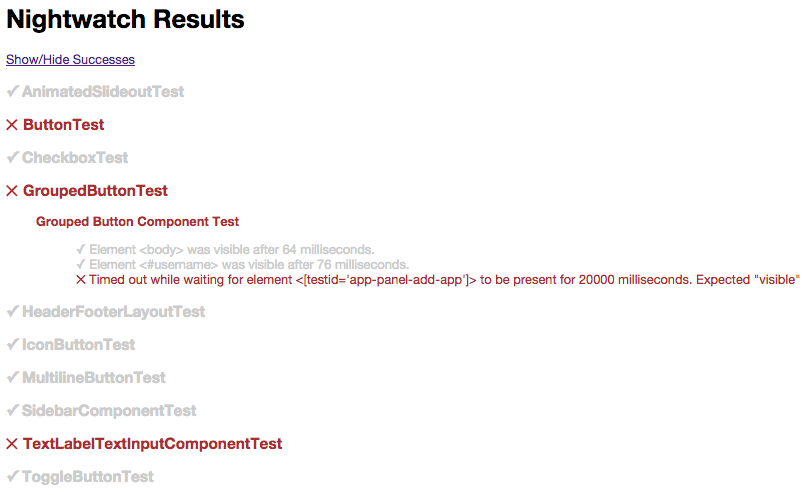 Nightwatch Results
Show/Hide Successes
✓ AnimatedSlideoutTest
✕ ButtonTest
✓ CheckboxTest
✕ GroupedButtonTest
Grouped Button Component Test
✓ Element <body> was visible after 64 milliseconds.
✓ Element <#username> was visible after 76 milliseconds.
✕ Timed out while waiting for element <[testid='app-panel-add-app']> to be present for 20000 milliseconds. Expected "visible"
✓ HeaderFooterLayoutTest
✓ IconButtonTest
✓ MultilineButtonTest
✓ SidebarComponentTest
✕ TextLabelTextInputComponentTest
✓ ToggleButtonTest